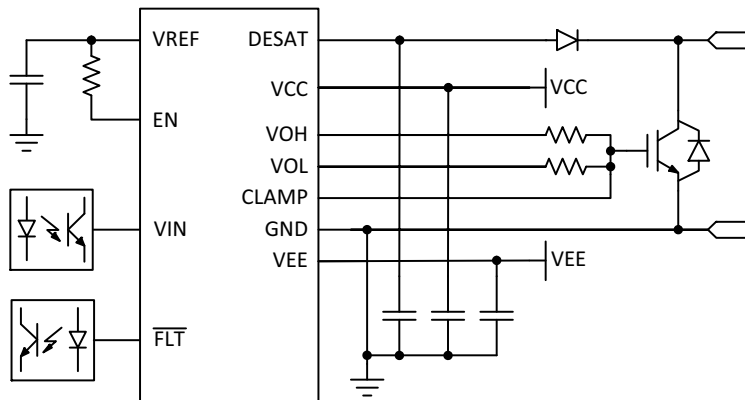 VREF
DESAT
VCC
VCC
EN
VOH
VOL
CLAMP
VIN
GND
VEE
VEE
FLT